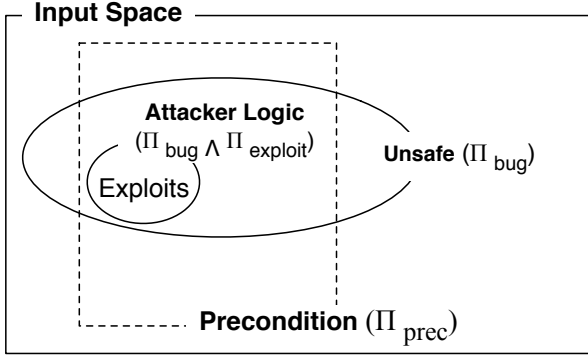 Input Space
Attacker Logic
(Π bug Λ Π exploit)
Unsafe (Π bug)
Exploits
Precondition (Π prec)